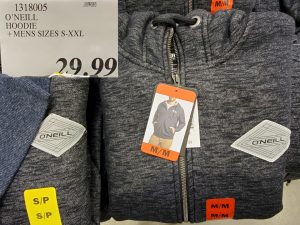 1318005
O'NEILL
HOODIE
+MENS SIZES S-XXL
29.99
O'NEILL
O'NEILL
M/M
S/P
S/P
M/M
M/M